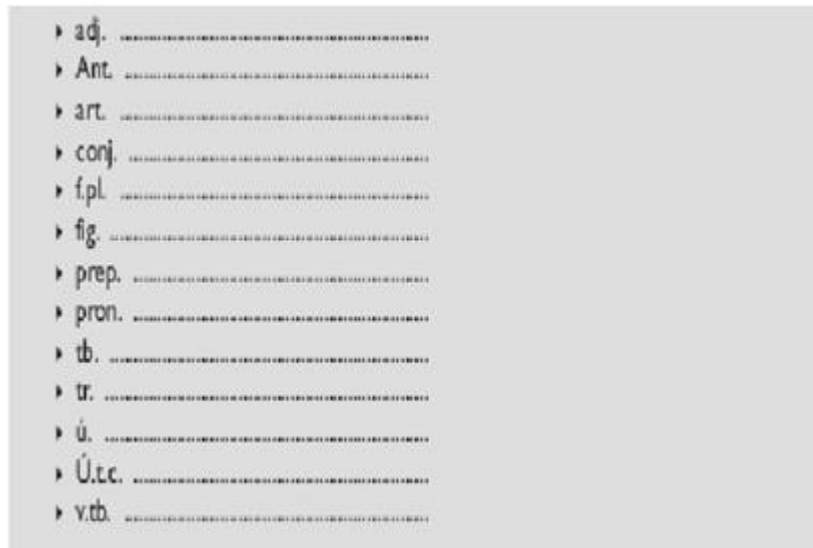 ▸ adj. ........................
▸ Ant. ........................
▸ art. ........................
▸ conj. ........................
▸ f.pl. ........................
▸ fig. ........................
▸ prep. ........................
▸ pron. ........................
▸ tb. ........................
▸ tr. ........................
▸ ú. ........................
▸ Ú.t.c. ........................
▸ v.tb. ........................